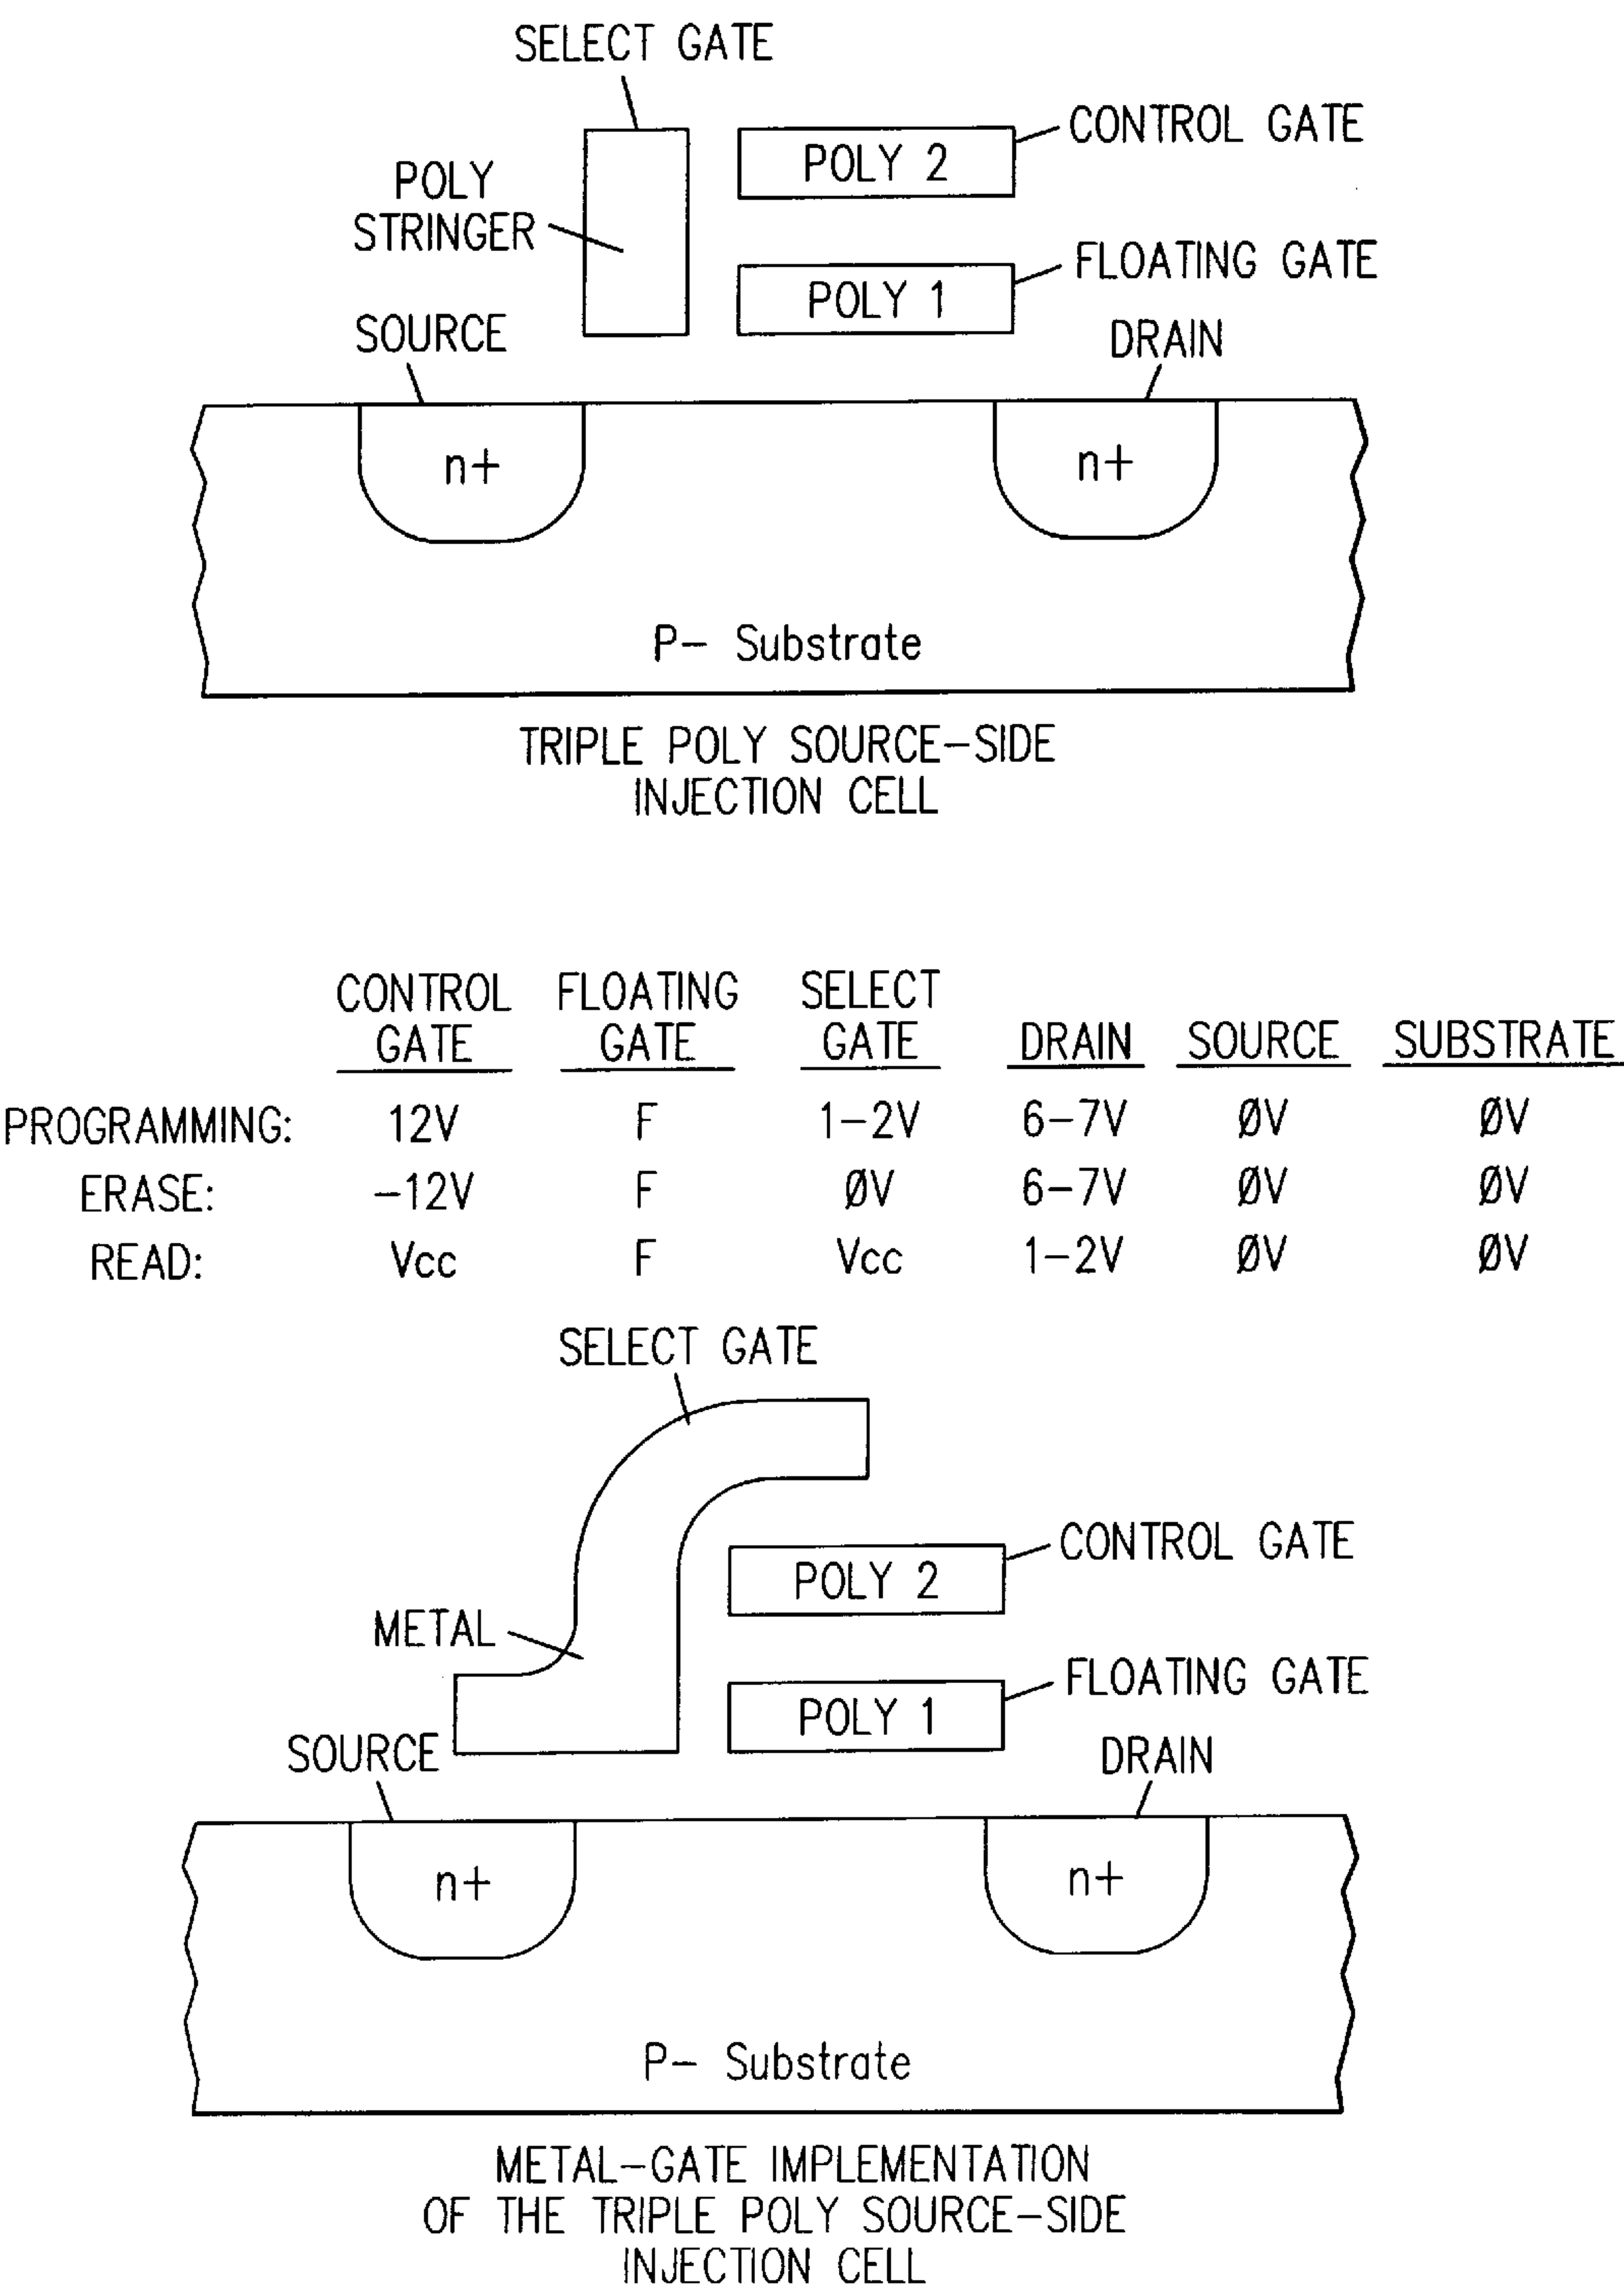 SELECT GATE
CONTROL GATE
POLY 2
POLY
STRINGER
FLOATING GATE
POLY 1
SOURCE
DRAIN
n+
n+
P- Substrate
TRIPLE POLY SOURCE-SIDE
INJECTION CELL
CONTROL GATE FLOATING GATE SELECT GATE DRAIN SOURCE SUBSTRATE
PROGRAMMING: 12V F 1-2V 6-7V ØV ØV
ERASE: -12V F ØV 6-7V ØV ØV
READ: Vcc F Vcc 1-2V ØV ØV
SELECT GATE
CONTROL GATE
POLY 2
METAL
FLOATING GATE
POLY 1
SOURCE
DRAIN
n+
n+
P- Substrate
METAL-GATE IMPLEMENTATION
OF THE TRIPLE POLY SOURCE-SIDE
INJECTION CELL